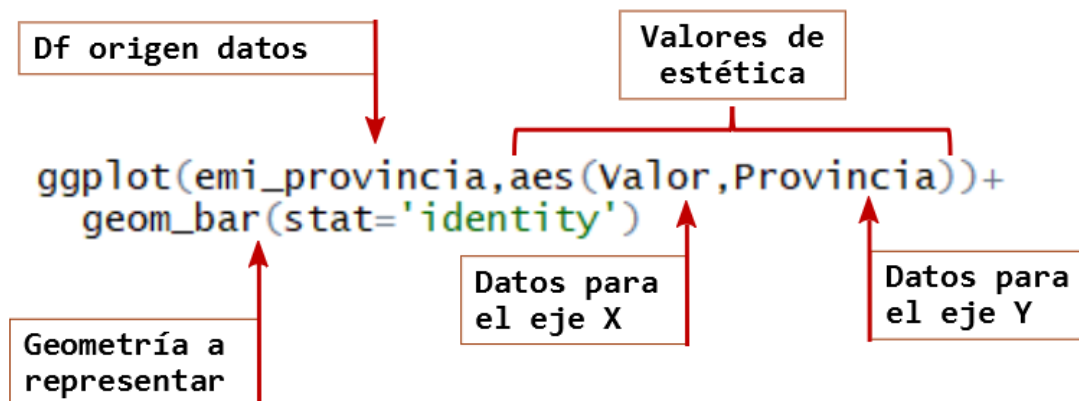 Df origen datos
Valores de
estética
ggplot(emi_provincia,aes(Valor,Provincia))+
geom_bar(stat='identity')
Datos para
el eje X
Datos para
el eje Y
Geometría a
representar